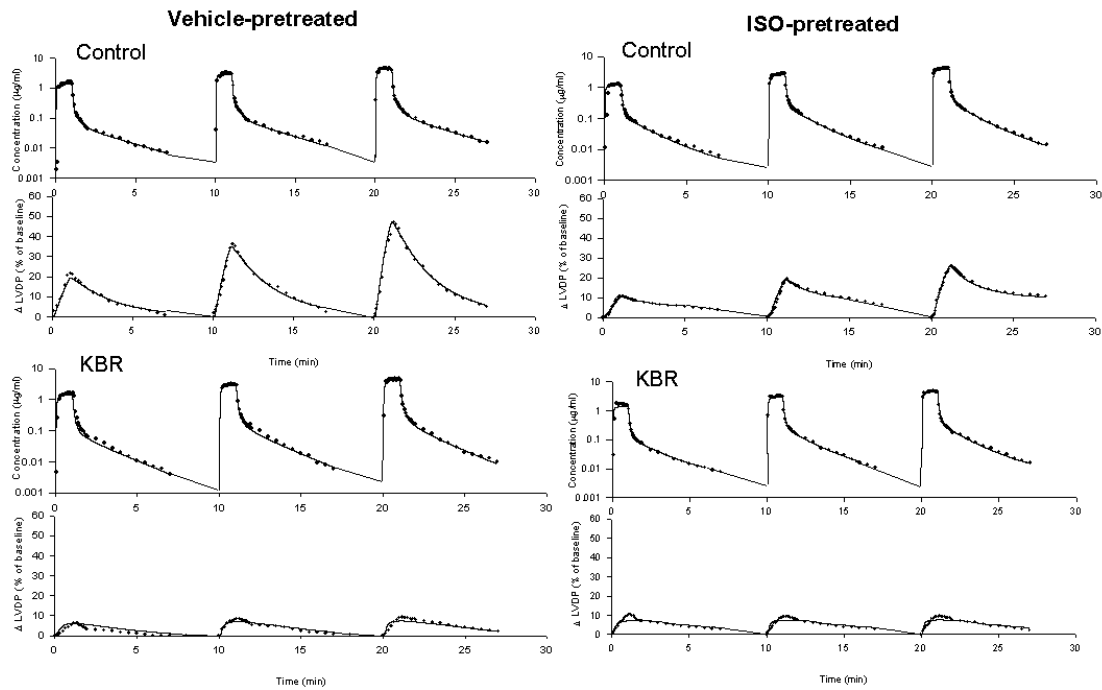 Vehicle-pretreated
Control
Concentration (µg/ml)
10
1
0.1
0.01
0.001
0 5 10 15 20 25 30
Δ LVDP (% of baseline)
60
50
40
30
20
10
0
0 5 10 15 20 25 30
Time (min)
KBR
Concentration (µg/ml)
10
1
0.1
0.01
0.001
0 5 10 15 20 25 30
Δ LVDP (% of baseline)
60
50
40
30
20
10
0
0 5 10 15 20 25 30
Time (min)
ISO-pretreated
Control
Concentration (µg/ml)
10
1
0.1
0.01
0.001
0 5 10 15 20 25 30
Δ LVDP (% of baseline)
60
50
40
30
20
10
0
0 5 10 15 20 25 30
Time (min)
KBR
Concentration (µg/ml)
10
1
0.1
0.01
0.001
0 5 10 15 20 25 30
Δ LVDP (% of baseline)
60
50
40
30
20
10
0
0 5 10 15 20 25 30
Time (min)